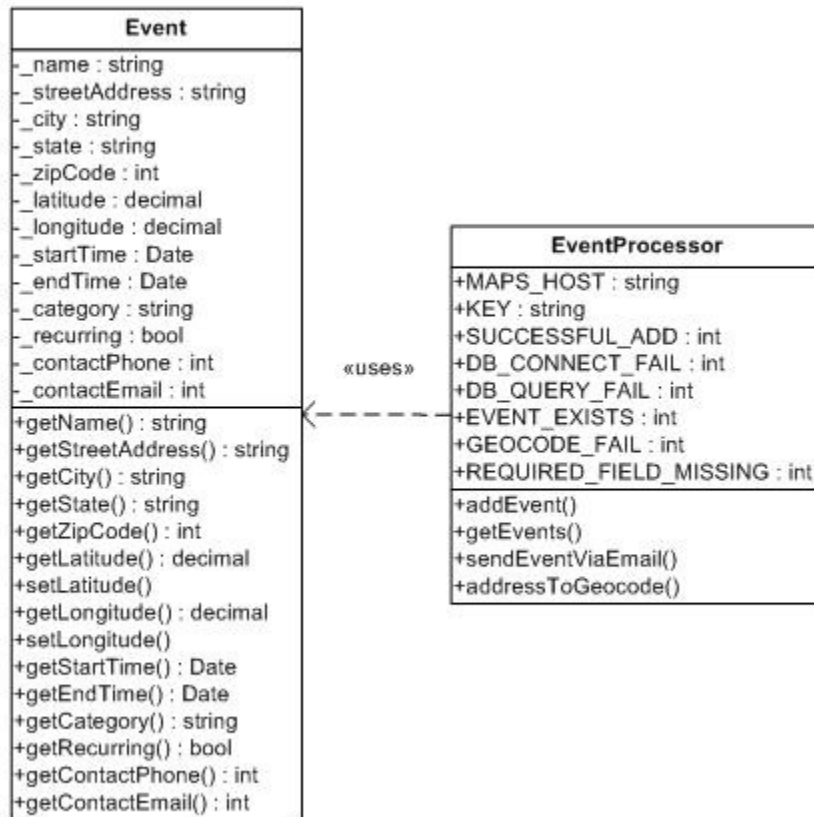 Event
-_name : string
-_streetAddress : string
-_city : string
-_state : string
-_zipCode : int
-_latitude : decimal
-_longitude : decimal
-_startTime : Date
-_endTime : Date
-_category : string
-_recurring : bool
-_contactPhone : int
-_contactEmail : int
+getName() : string
+getStreetAddress() : string
+getCity() : string
+getState() : string
+getZipCode() : int
+getLatitude() : decimal
+setLatitude()
+getLongitude() : decimal
+setLongitude()
+getStartTime() : Date
+getEndTime() : Date
+getCategory() : string
+getRecurring() : bool
+getContactPhone() : int
+getContactEmail() : int
«uses»
EventProcessor
+MAPS_HOST : string
+KEY : string
+SUCCESSFUL_ADD : int
+DB_CONNECT_FAIL : int
+DB_QUERY_FAIL : int
+EVENT_EXISTS : int
+GEOCODE_FAIL : int
+REQUIRED_FIELD_MISSING : int
+addEvent()
+getEvents()
+sendEventViaEmail()
+addressToGeocode()